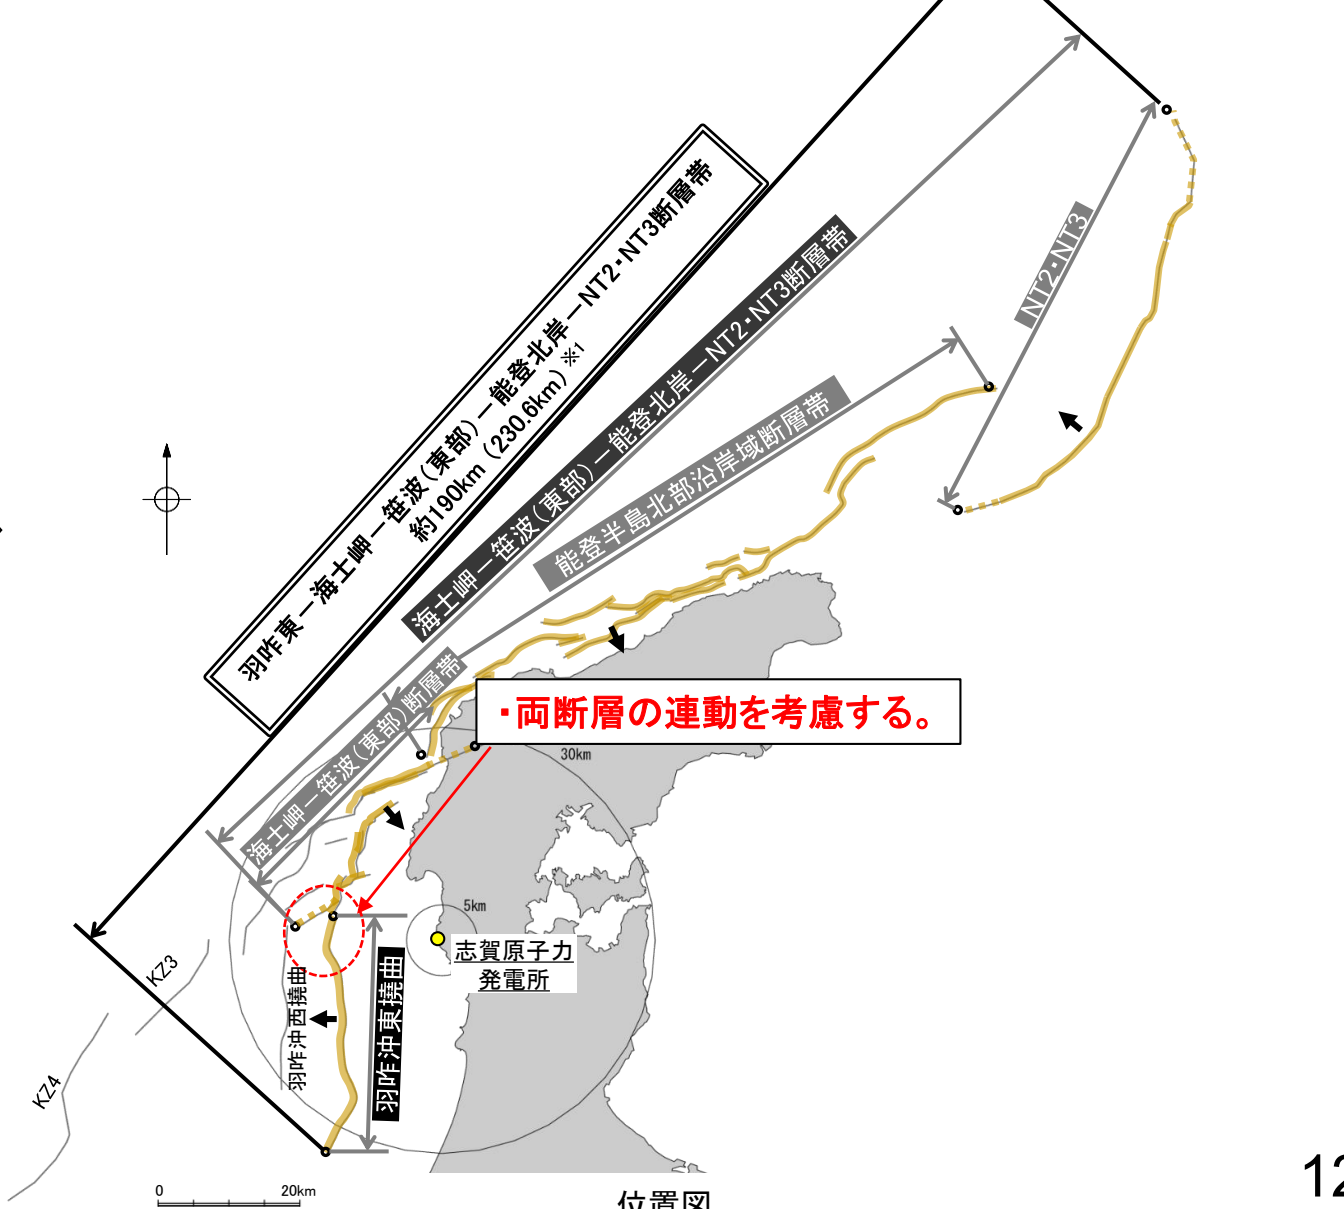 羽咋東－海士岬－笹波(東部)－能登北岸－NT2・NT3断層帯
約190km (230.6km)※1
海士岬－笹波(東部)－能登北岸－NT2・NT3断層帯
NT2・NT3
能登半島北部沿岸域断層帯
海士岬－笹波(東部)断層帯
・両断層の連動を考慮する。
30km
5km
志賀原子力
発電所
羽咋沖東撓曲
羽咋沖西撓曲
KZ3
KZ4
0 20km
位置図